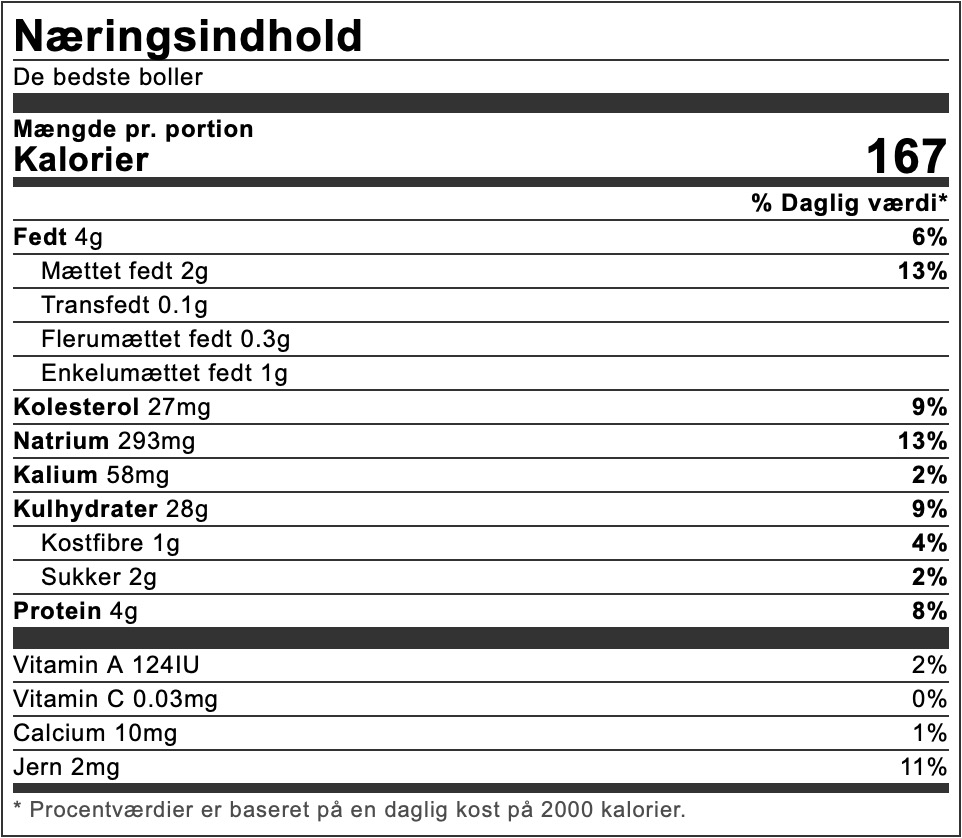 Næringsindhold
De bedste boller
Mængde pr. portion
Kalorier 167
% Daglig værdi*
Fedt 4g 6%
Mættet fedt 2g 13%
Transfedt 0.1g
Flerumættet fedt 0.3g
Enkelumættet fedt 1g
Kolesterol 27mg 9%
Natrium 293mg 13%
Kalium 58mg 2%
Kulhydrater 28g 9%
Kostfibre 1g 4%
Sukker 2g 2%
Protein 4g 8%
Vitamin A 124IU 2%
Vitamin C 0.03mg 0%
Calcium 10mg 1%
Jern 2mg 11%
* Procentværdier er baseret på en daglig kost på 2000 kalorier.